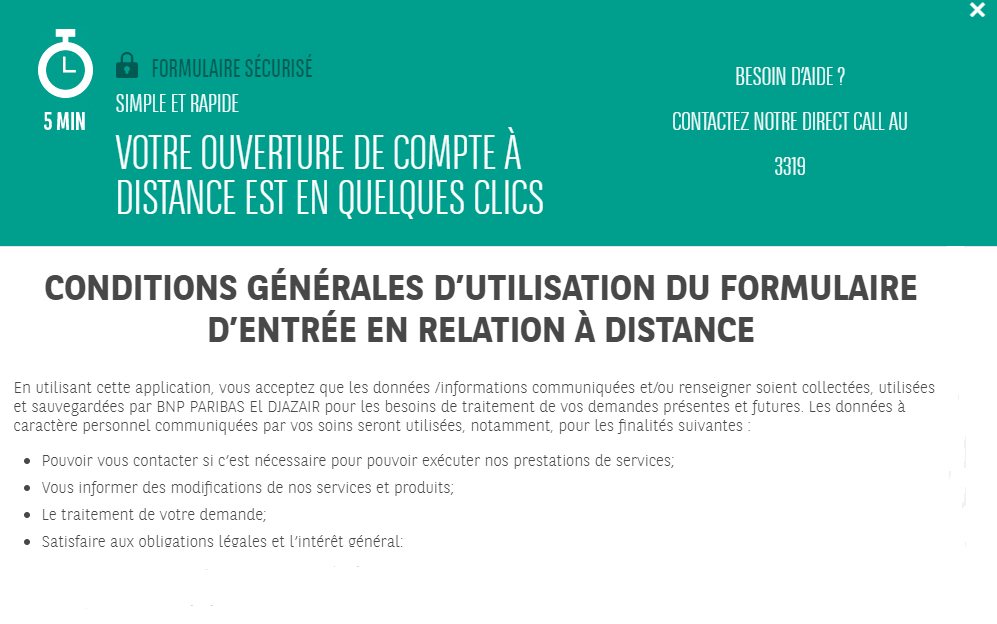 5 MIN
FORMULAIRE SÉCURISÉ
SIMPLE ET RAPIDE
VOTRE OUVERTURE DE COMPTE À
DISTANCE EST EN QUELQUES CLICS
BESOIN D'AIDE ?
CONTACTEZ NOTRE DIRECT CALL AU
3319
CONDITIONS GÉNÉRALES D'UTILISATION DU FORMULAIRE
D'ENTRÉE EN RELATION À DISTANCE
En utilisant cette application, vous acceptez que les données /informations communiquées et/ou renseigner soient collectées, utilisées
et sauvegardées par BNP PARIBAS El DJAZAIR pour les besoins de traitement de vos demandes présentes et futures. Les données à
caractère personnel communiquées par vos soins seront utilisées, notamment, pour les finalités suivantes :
• Pouvoir vous contacter si c'est nécessaire pour pouvoir exécuter nos prestations de services;
• Vous informer des modifications de nos services et produits;
• Le traitement de votre demande;
• Satisfaire aux obligations légales et l'intérêt général;